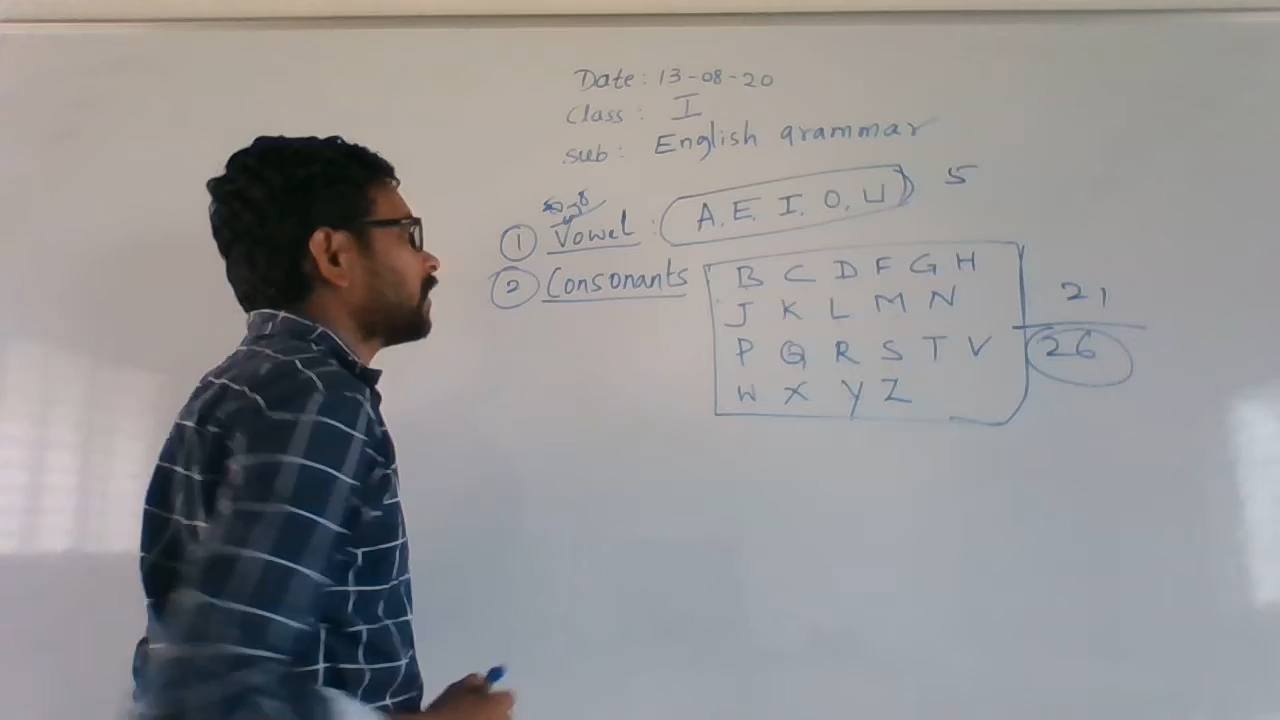 Date: 13-08-20
Class: I
sub: English grammar
① Vowel : A, E, I, O, U 5
② Consonants B C D F G H
J K L M N 21
P Q R S T V 26
W X Y Z